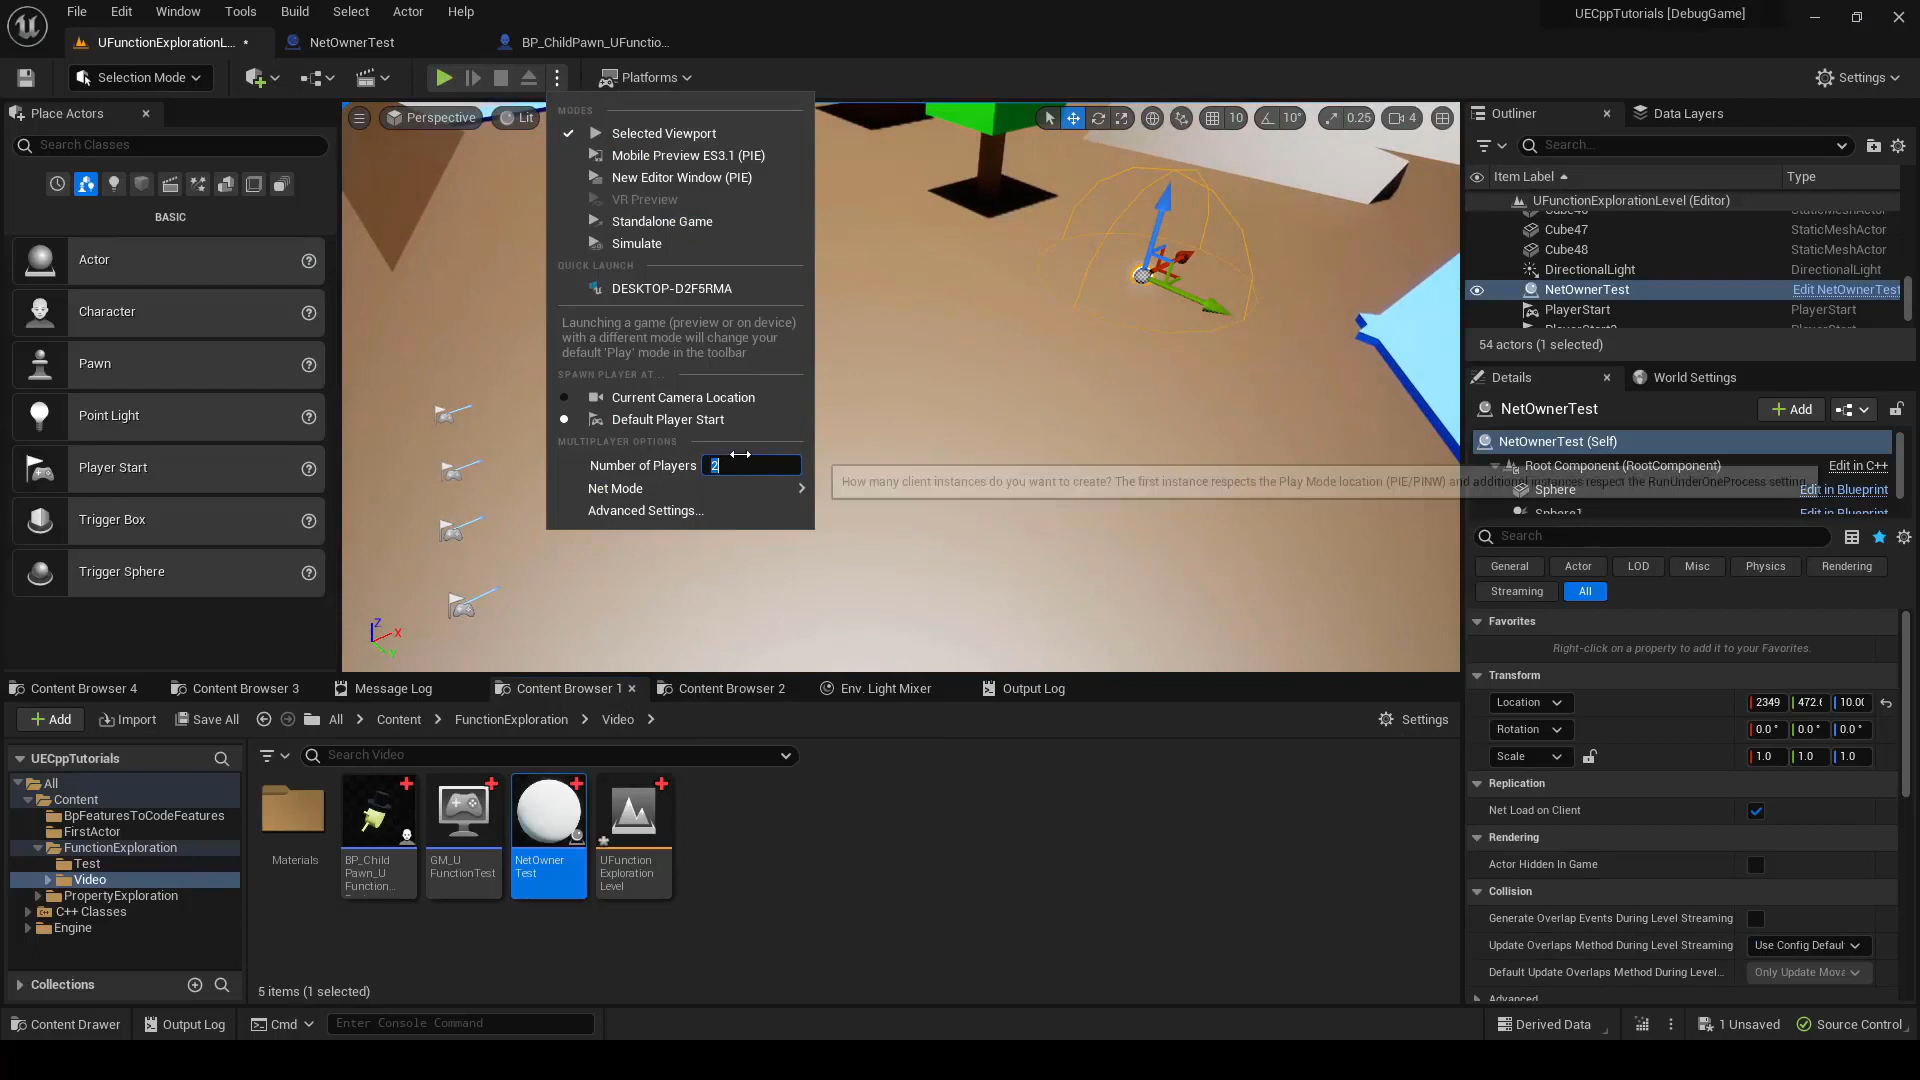 File Edit Window Tools Build Select Actor Help
UECppTutorials [DebugGame]
UFunctionExplorationL... *
NetOwnerTest
BP_ChildPawn_UFunctio...
Selection Mode
Platforms
Settings
Place Actors
Search Classes
BASIC
Actor
Character
Pawn
Point Light
Player Start
Trigger Box
Trigger Sphere
Perspective
Lit
MODES
Selected Viewport
Mobile Preview ES3.1 (PIE)
New Editor Window (PIE)
VR Preview
Standalone Game
Simulate
QUICK LAUNCH
DESKTOP-D2F5RMA
Launching a game (preview or on device)
with a different mode will change your
default 'Play' mode in the toolbar
SPAWN PLAYER AT...
Current Camera Location
Default Player Start
MULTIPLAYER OPTIONS
Number of Players 2
Net Mode
Advanced Settings...
How many client instances do you want to create? The first instance respects the Play Mode location (PIE/PINW) and additional instances respect the RunUnderOneProcess setting.
10
10°
0.25
4
Z
X
Y
Outliner
Data Layers
Search...
Item Label Type
UFunctionExplorationLevel (Editor)
Cube46 StaticMeshActor
Cube47 StaticMeshActor
Cube48 StaticMeshActor
DirectionalLight DirectionalLight
NetOwnerTest Edit NetOwnerTest
PlayerStart PlayerStart
54 actors (1 selected)
Details
World Settings
NetOwnerTest
Add
NetOwnerTest (Self)
Root Component (RootComponent) Edit in C++
Sphere Edit in Blueprint
Sphere1 Edit in Blueprint
Search
General Actor LOD Misc Physics Rendering
Streaming All
Favorites
Right-click on a property to add it to your Favorites.
Transform
Location 2349 472.6 10.00
Rotation 0.0 ° 0.0 ° 0.0 °
Scale 1.0 1.0 1.0
Replication
Net Load on Client
Rendering
Actor Hidden In Game
Collision
Generate Overlap Events During Level Streaming
Update Overlaps Method During Level Streaming Use Config Defaul
Default Update Overlaps Method During Level... Only Update Mova
Advanced
Content Browser 4
Content Browser 3
Message Log
Content Browser 1
Content Browser 2
Env. Light Mixer
Output Log
Add
Import
Save All
All
Content
FunctionExploration
Video
Settings
UECppTutorials
Search Video
All
Content
BpFeaturesToCodeFeatures
FirstActor
FunctionExploration
Test
Video
PropertyExploration
C++ Classes
Engine
Collections
Materials
BP_Child
Pawn_U
Function...
GM_U
FunctionTest
NetOwner
Test
UFunction
Exploration
Level
5 items (1 selected)
Content Drawer
Output Log
Cmd
Enter Console Command
Derived Data
1 Unsaved
Source Control